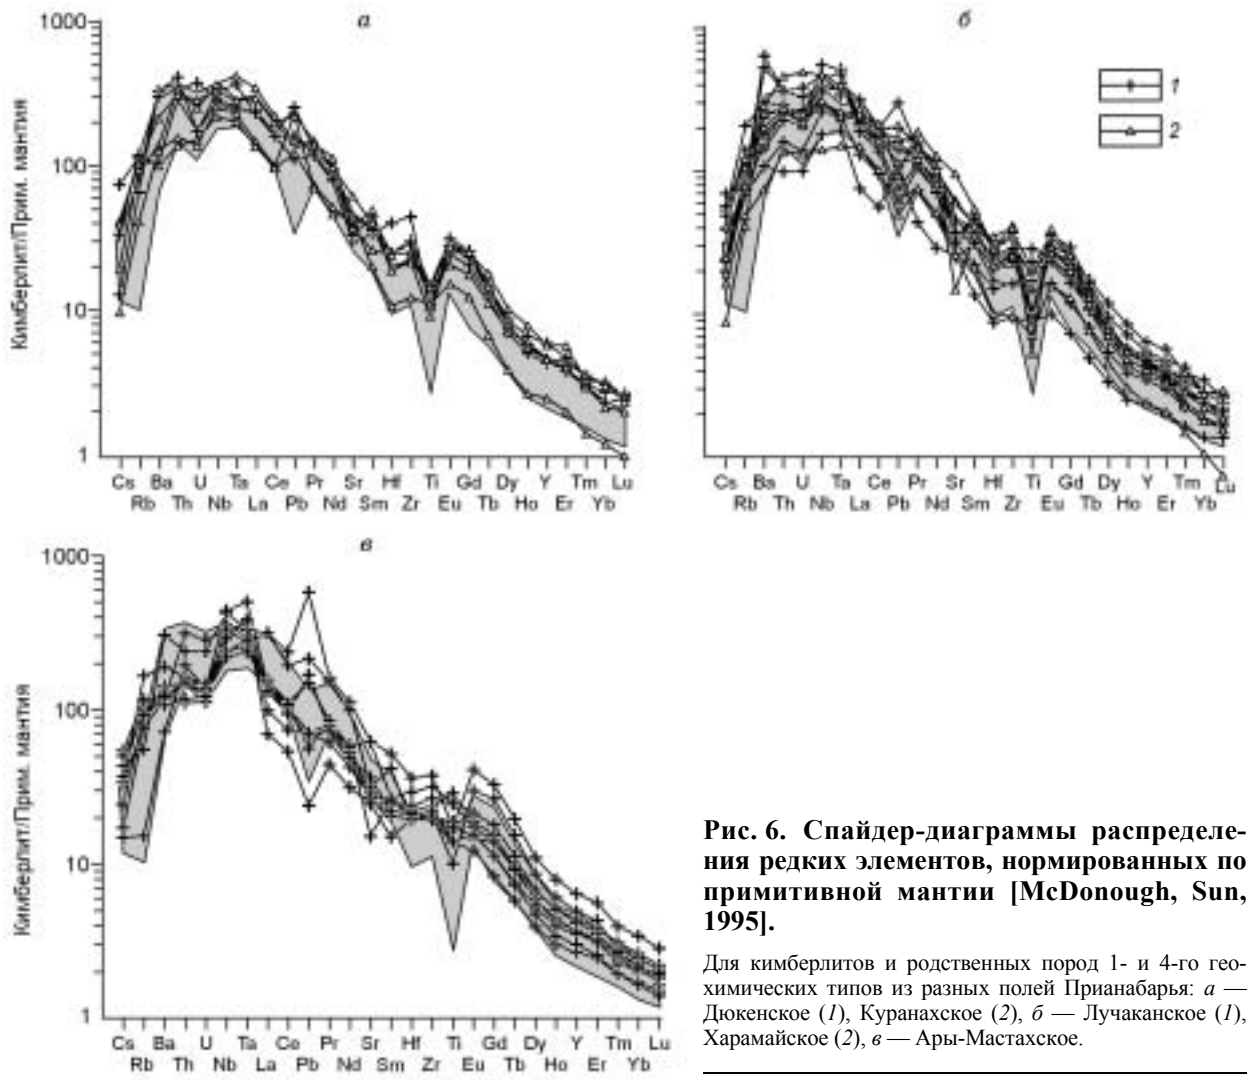 а
1000
100
10
1
Кимберлит/Прим. мантия
Cs Ba U Ta Ce Pr Sr Hf Ti Gd Dy Y Tm Lu
Rb Th Nb La Pb Nd Sm Zr Eu Tb Ho Er Yb
б
1
2
Cs Ba U Ta Ce Pr Sr Hf Ti Gd Dy Y Tm Lu
Rb Th Nb La Pb Nd Sm Zr Eu Tb Ho Er Yb
в
1000
100
10
1
Кимберлит/Прим. мантия
Cs Ba U Ta Ce Pr Sr Hf Ti Gd Dy Y Tm Lu
Rb Th Nb La Pb Nd Sm Zr Eu Tb Ho Er Yb
Рис. 6. Спайдер-диаграммы распределе-
ния редких элементов, нормированных по
примитивной мантии [McDonough, Sun,
1995].
Для кимберлитов и родственных пород 1- и 4-го гео-
химических типов из разных полей Прианабарья: а —
Дюкенское (1), Куранахское (2), б — Лучаканское (1),
Харамайское (2), в — Ары-Мастахское.